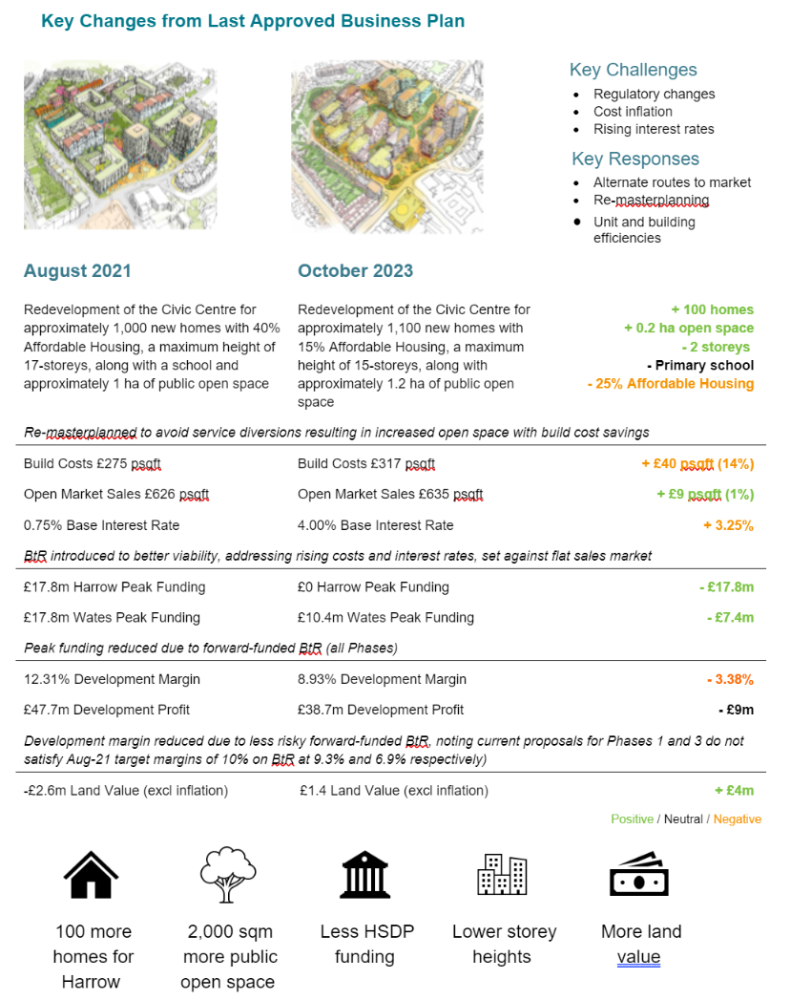 Key Changes from Last Approved Business Plan
Key Challenges
• Regulatory changes
• Cost inflation
• Rising interest rates
Key Responses
• Alternate routes to market
• Re-masterplanning
• Unit and building
efficiencies
August 2021
Redevelopment of the Civic Centre for
approximately 1,000 new homes with 40%
Affordable Housing, a maximum height of
17-storeys, along with a school and
approximately 1 ha of public open space
October 2023
Redevelopment of the Civic Centre for
approximately 1,100 new homes with
15% Affordable Housing, a maximum
height of 15-storeys, along with
approximately 1.2 ha of public open
space
+ 100 homes
+ 0.2 ha open space
- 2 storeys
- Primary school
- 25% Affordable Housing
Re-masterplanned to avoid service diversions resulting in increased open space with build cost savings
Build Costs £275 psqft Build Costs £317 psqft + £40 psqft (14%)
Open Market Sales £626 psqft Open Market Sales £635 psqft + £9 psqft (1%)
0.75% Base Interest Rate 4.00% Base Interest Rate + 3.25%
BtR introduced to better viability, addressing rising costs and interest rates, set against flat sales market
£17.8m Harrow Peak Funding £0 Harrow Peak Funding - £17.8m
£17.8m Wates Peak Funding £10.4m Wates Peak Funding - £7.4m
Peak funding reduced due to forward-funded BtR (all Phases)
12.31% Development Margin 8.93% Development Margin - 3.38%
£47.7m Development Profit £38.7m Development Profit - £9m
Development margin reduced due to less risky forward-funded BtR, noting current proposals for Phases 1 and 3 do not
satisfy Aug-21 target margins of 10% on BtR at 9.3% and 6.9% respectively)
-£2.6m Land Value (excl inflation) £1.4 Land Value (excl inflation) + £4m
Positive / Neutral / Negative
100 more
homes for
Harrow
2,000 sqm
more public
open space
Less HSDP
funding
Lower storey
heights
More land
value